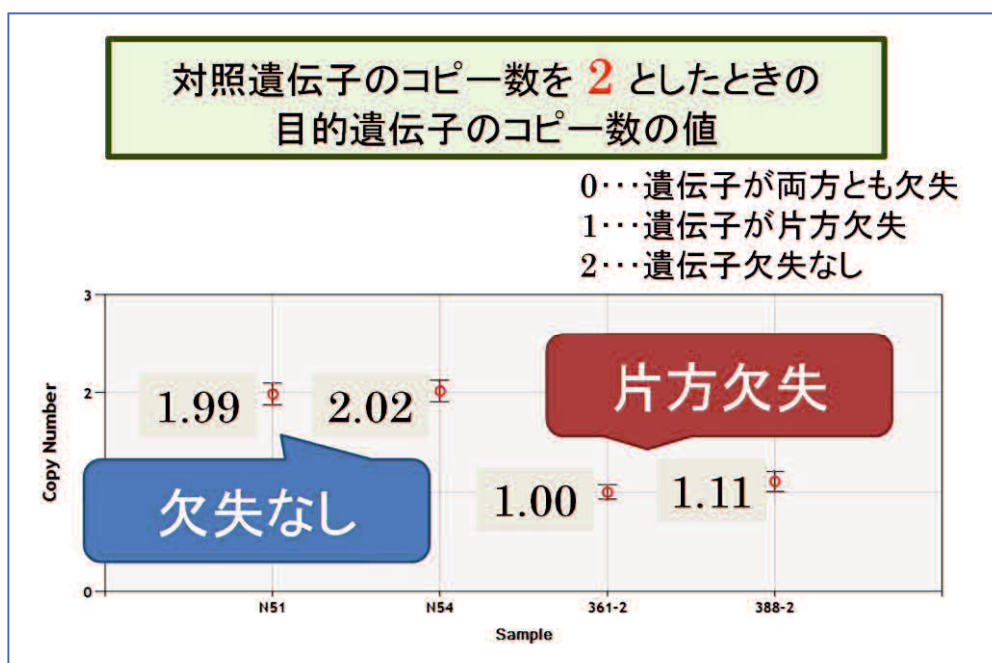 対照遺伝子のコピー数を 2 としたときの
目的遺伝子のコピー数の値
0･･･遺伝子が両方とも欠失
1･･･遺伝子が片方欠失
2･･･遺伝子欠失なし
3
片方欠失
2
1.99
2.02
Copy Number
欠失なし
1.00
1.11
0
N51
N54
361-2
388-2
Sample